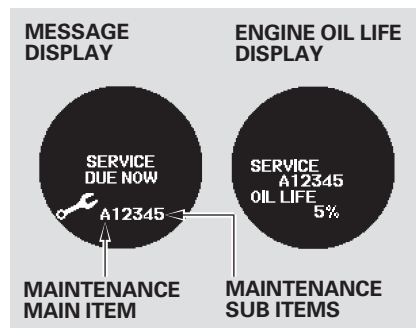 MESSAGE
DISPLAY
ENGINE OIL LIFE
DISPLAY
SERVICE
DUE NOW
A12345
SERVICE
A12345
OIL LIFE
5%
MAINTENANCE
MAIN ITEM
MAINTENANCE
SUB ITEMS